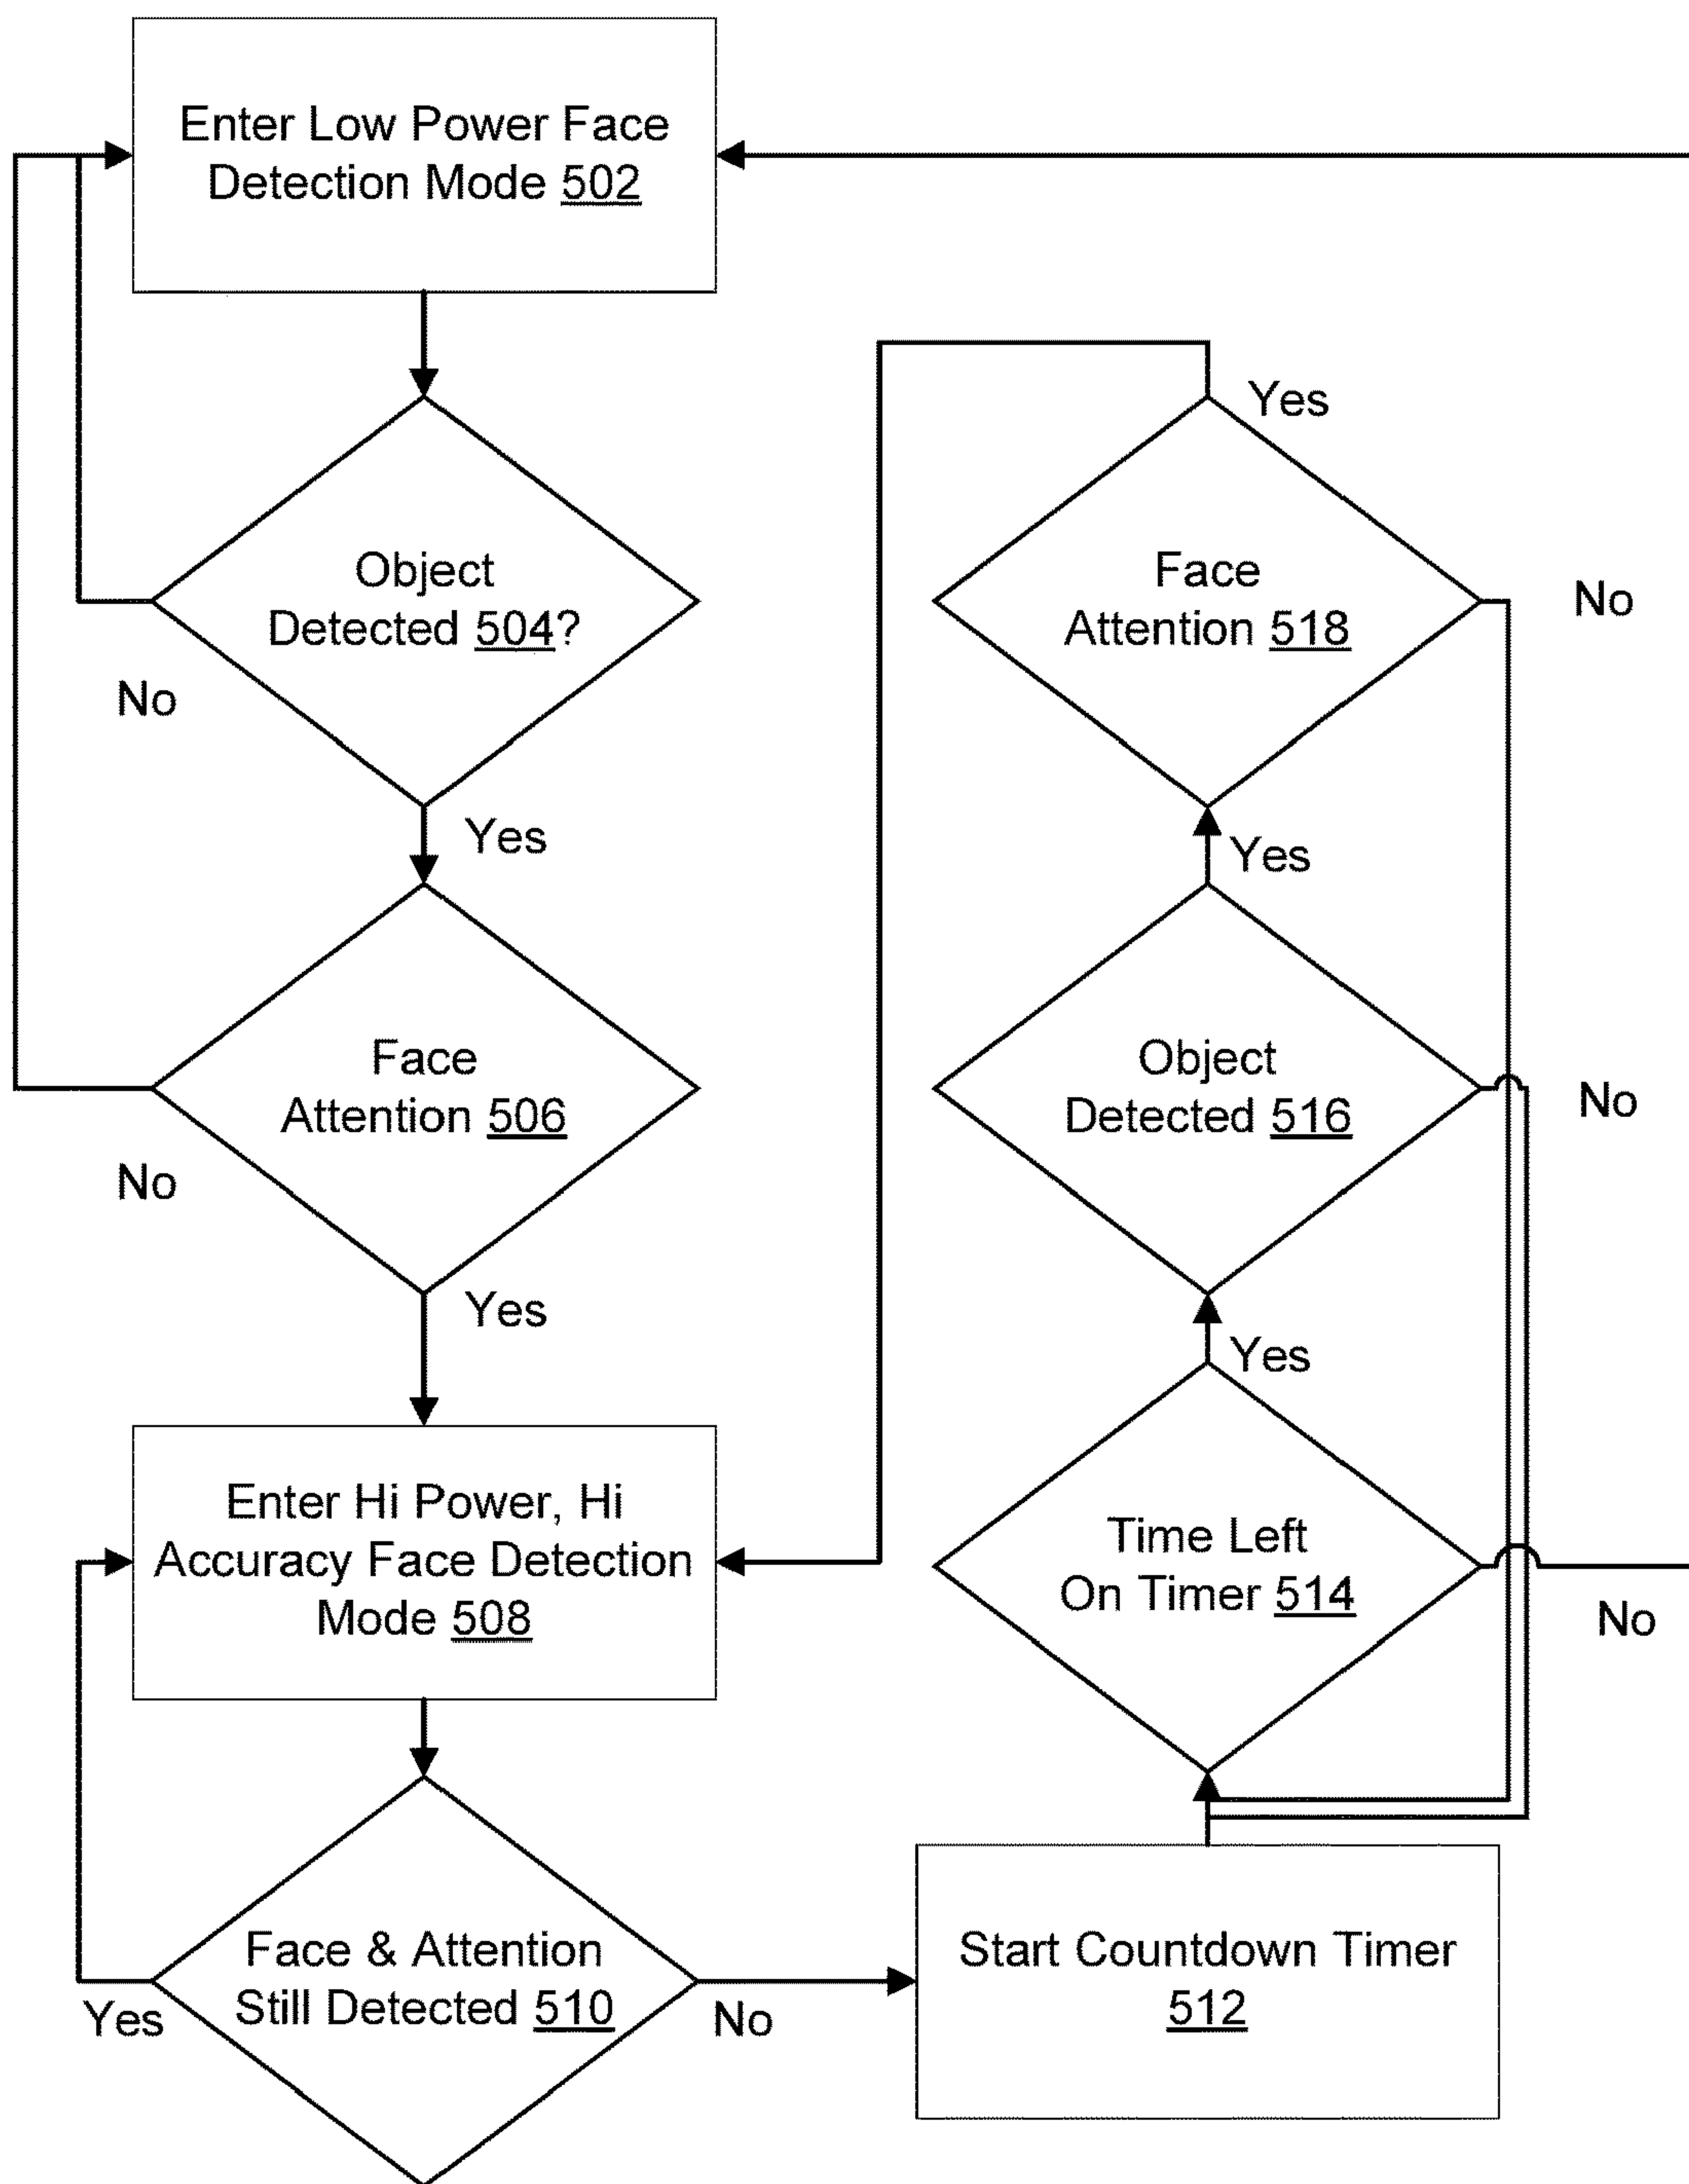 Enter Low Power Face
Detection Mode 502
Object
Detected 504?
No
Yes
Face
Attention 506
No
Yes
Enter Hi Power, Hi
Accuracy Face Detection
Mode 508
Face & Attention
Still Detected 510
Yes
No
Start Countdown Timer
512
Time Left
On Timer 514
No
Yes
Object
Detected 516
No
Yes
Face
Attention 518
No
Yes